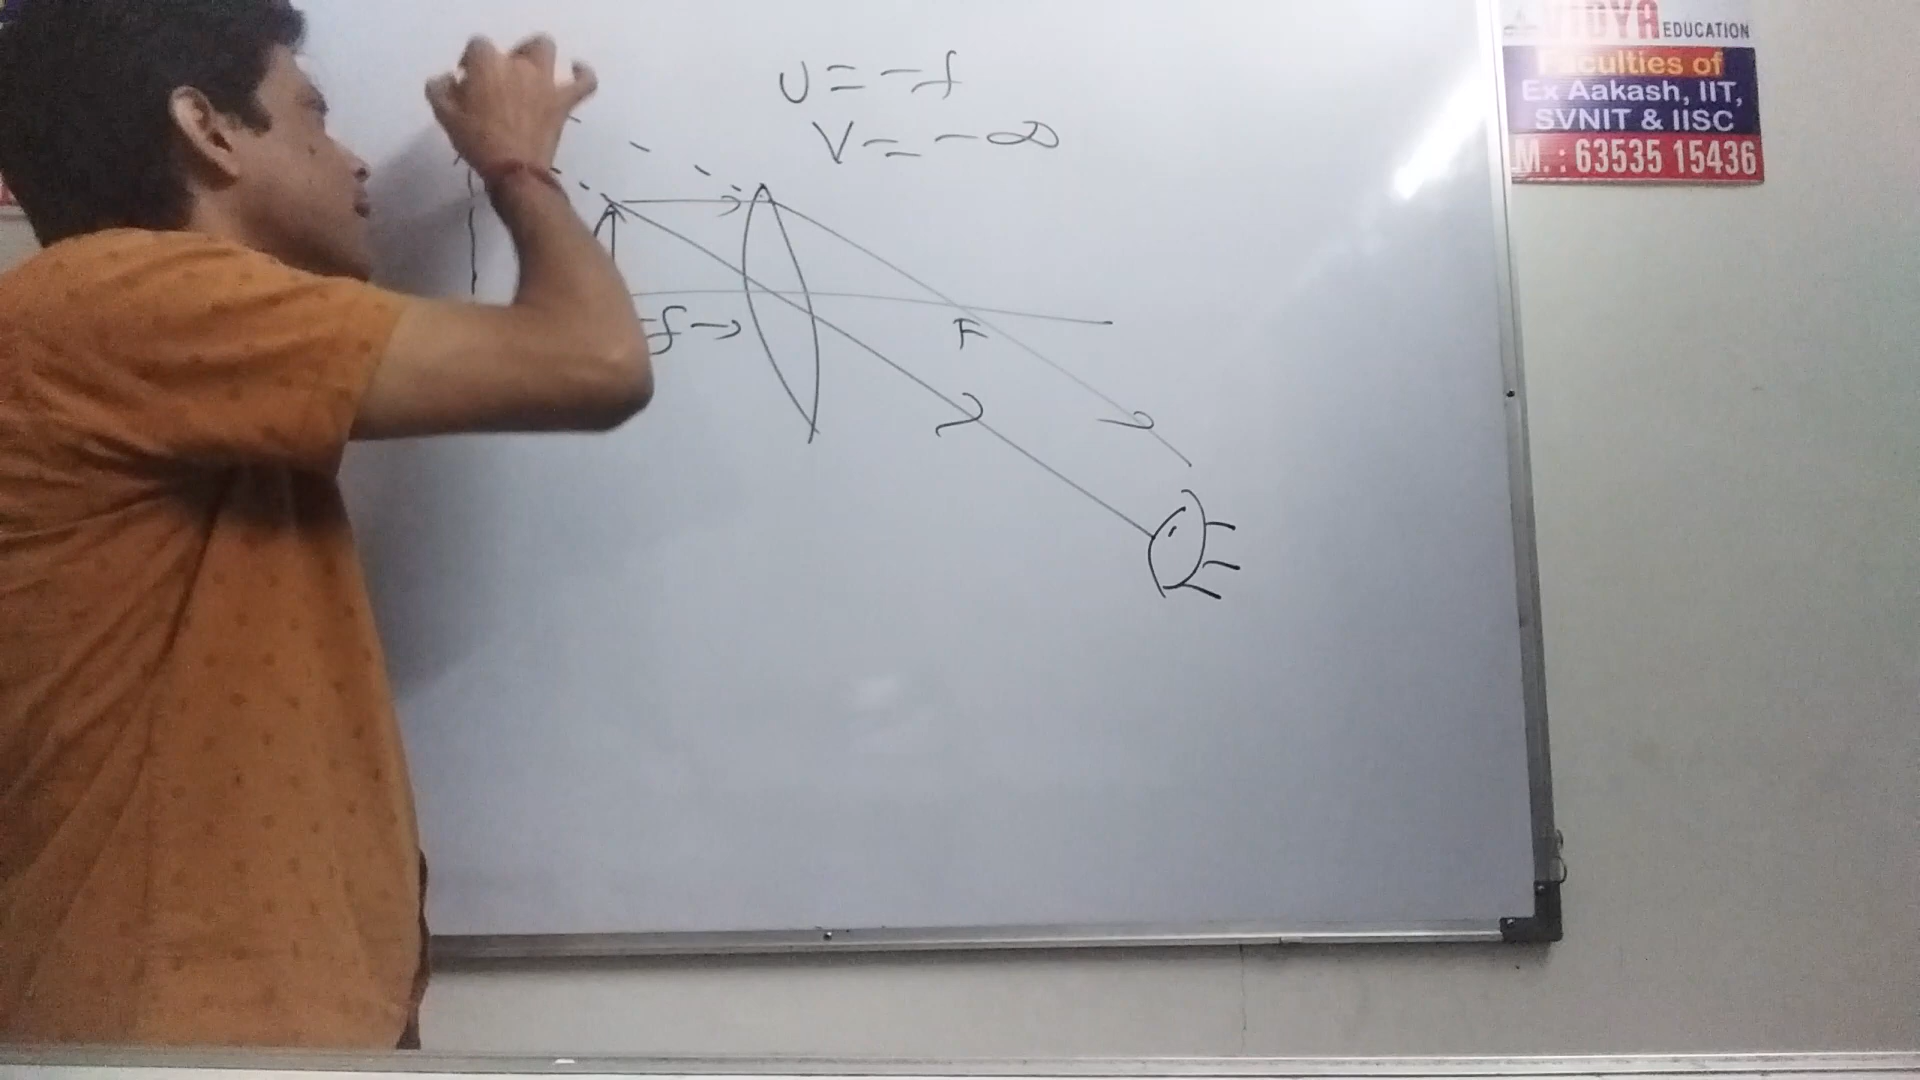 U = -f
V = -∞
f →
F
VIDYA EDUCATION
Faculties of
Ex Aakash, IIT,
SVNIT & IISC
M. : 63535 15436